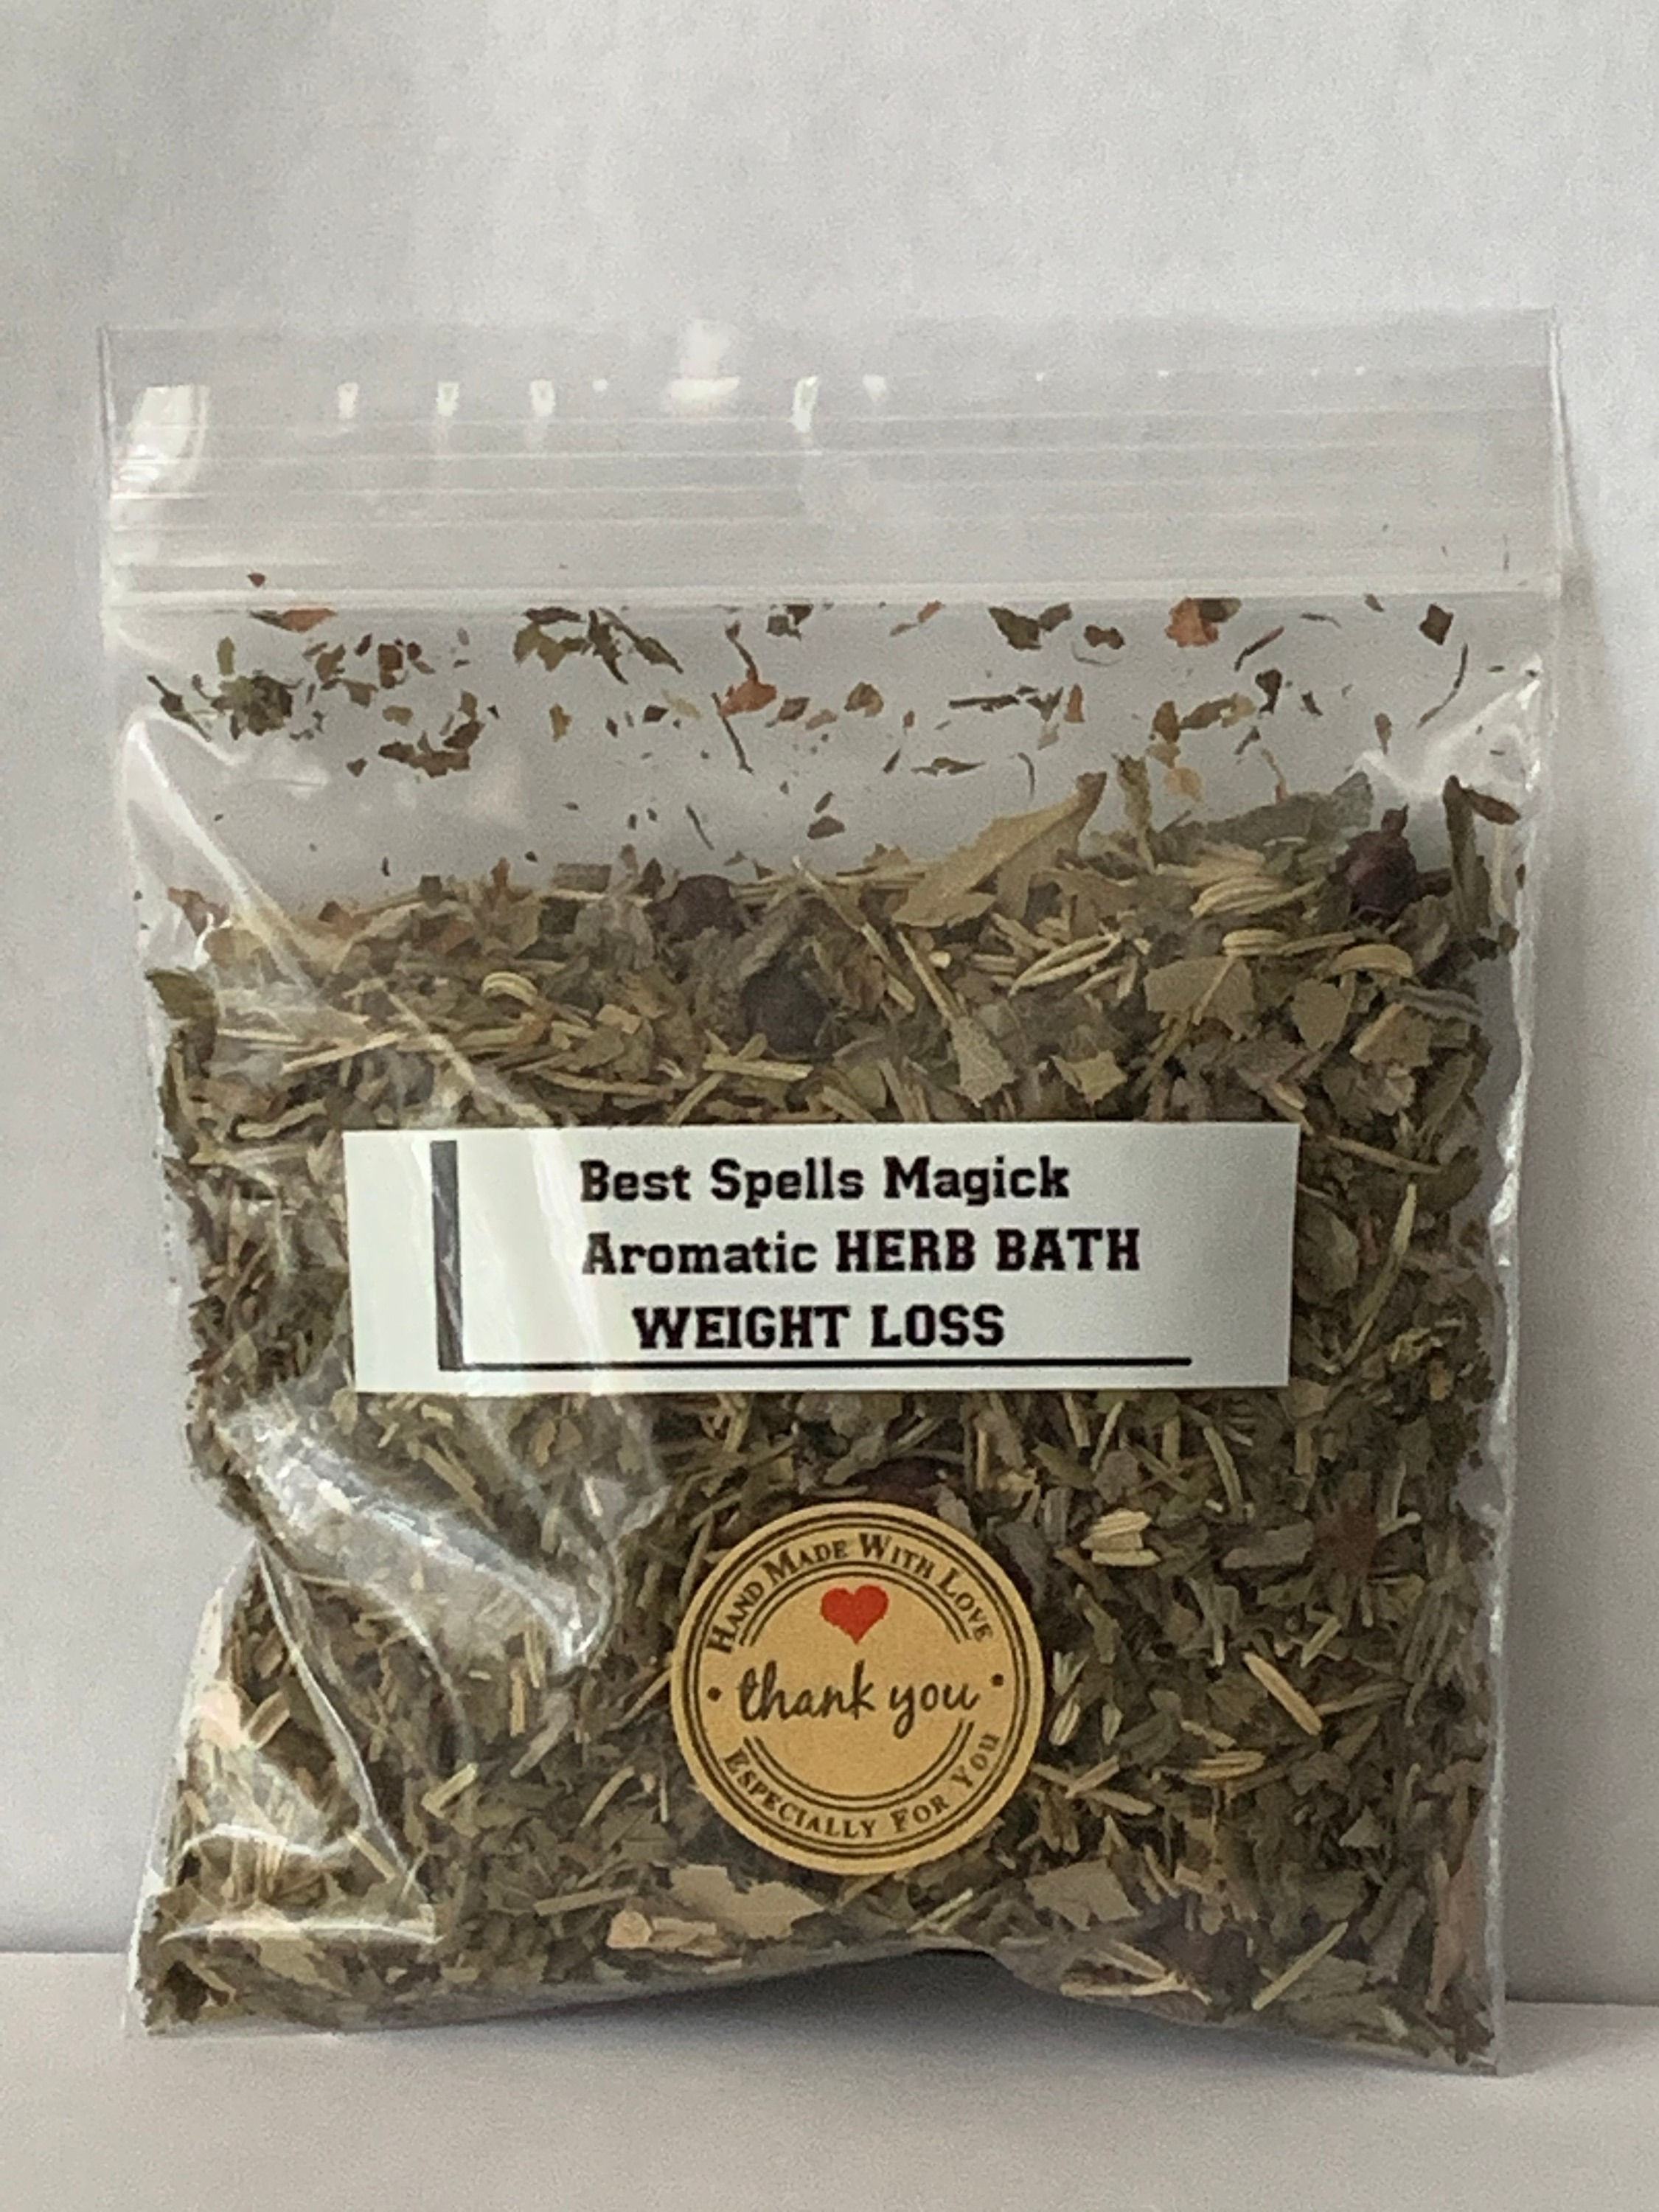 Best Spells Magick
Aromatic HERB BATH
WEIGHT LOSS
HAND MADE WITH LOVE
thank you
ESPECIALLY FOR YOU